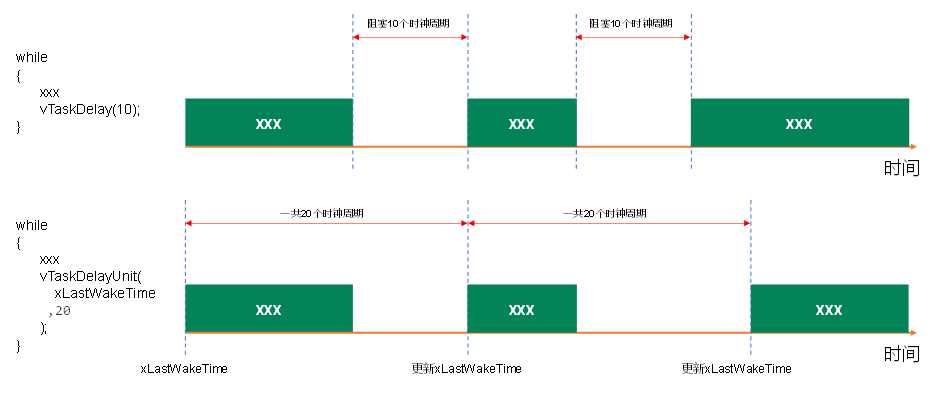 阻塞10个时钟周期
阻塞10个时钟周期
while
{
xxx
vTaskDelay(10);
}
XXX
XXX
XXX
时间
一共20个时钟周期
一共20个时钟周期
while
{
xxx
vTaskDelayUnit(
xLastWakeTime
,20
);
}
XXX
XXX
XXX
时间
xLastWakeTime
更新xLastWakeTime
更新xLastWakeTime